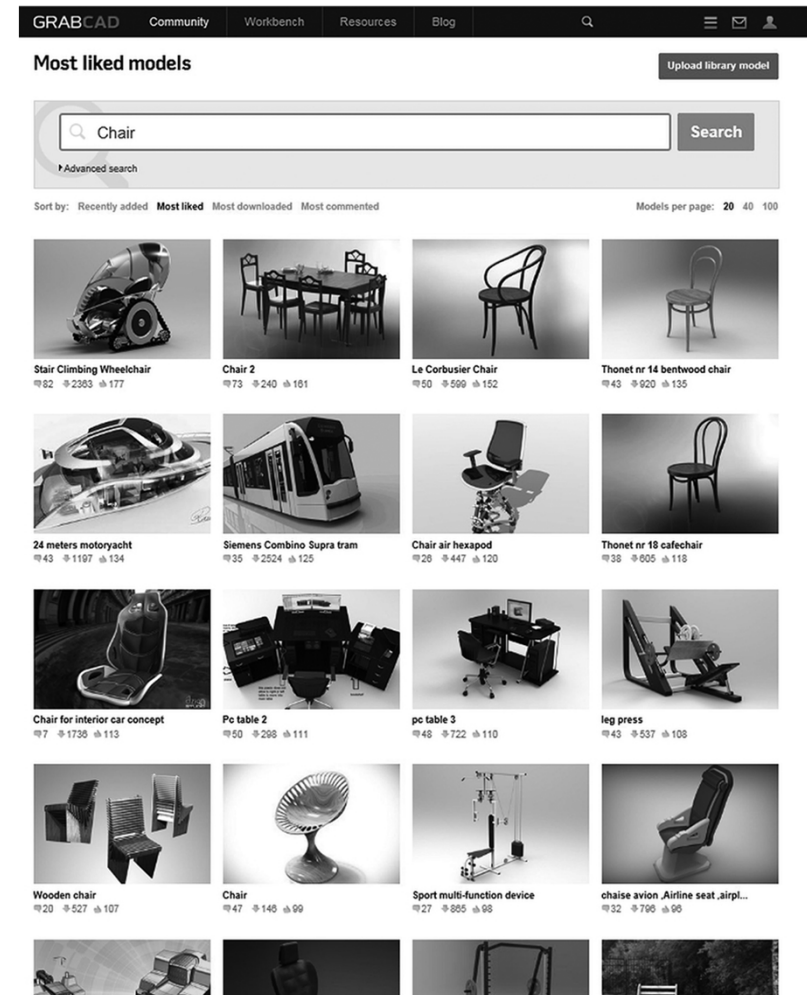 GRABCAD Community Workbench Resources Blog
Most liked models
Upload library model
Chair
Search
Advanced search
Sort by: Recently added Most liked Most downloaded Most commented
Models per page: 20 40 100
Stair Climbing Wheelchair
82 2363 177
Chair 2
73 240 161
Le Corbusier Chair
50 599 152
Thonet nr 14 bentwood chair
43 920 135
24 meters motoryacht
43 1197 134
Siemens Combino Supra tram
35 2524 125
Chair air hexapod
26 447 120
Thonet nr 18 cafechair
38 605 118
Chair for interior car concept
7 1736 113
Pc table 2
50 298 111
pc table 3
48 722 110
leg press
43 537 108
Wooden chair
20 527 107
Chair
47 146 99
Sport multi-function device
27 865 98
chaise avion ,Airline seat ,airpl...
32 796 96